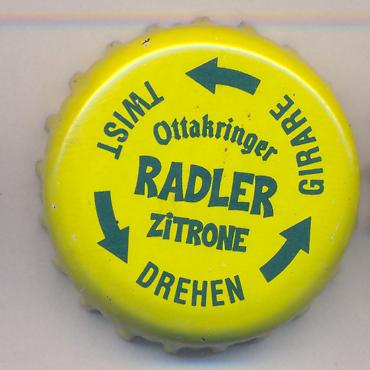 Ottakringer
RADLER
ZiTRONE
TWIST
GIRARE
DREHEN